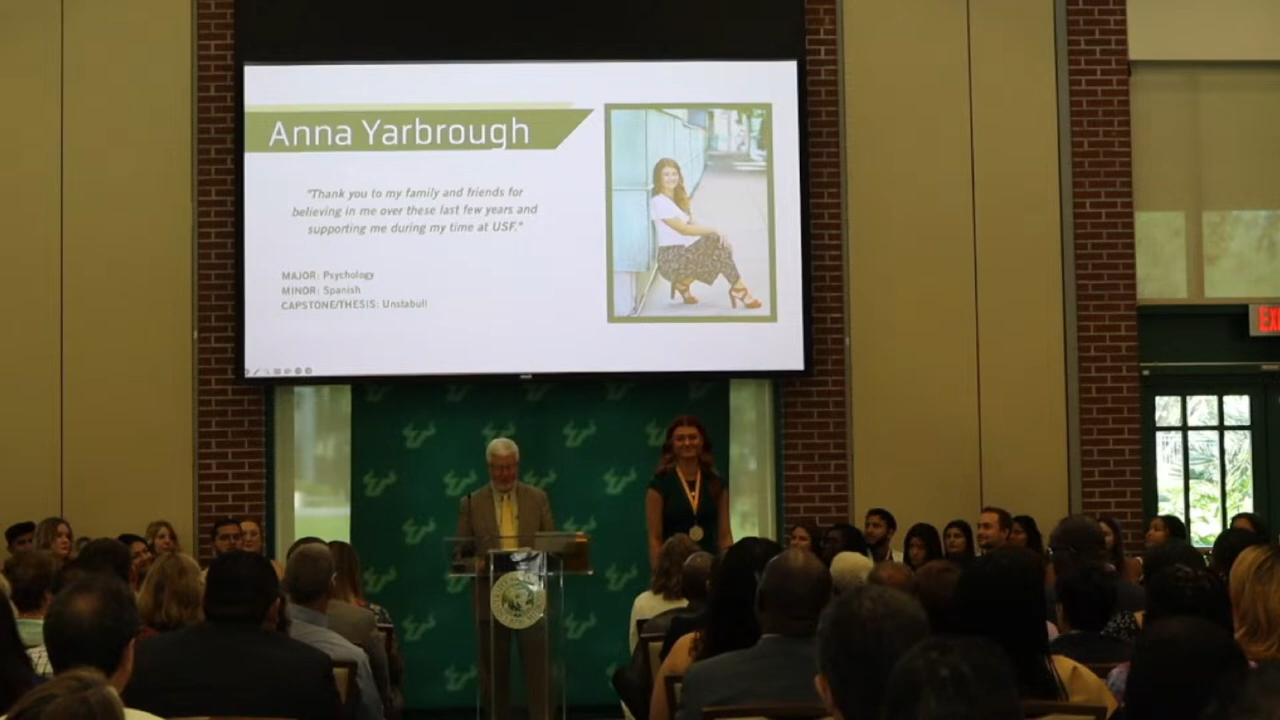 Anna Yarbrough
"Thank you to my family and friends for
believing in me over these last few years and
supporting me during my time at USF."
MAJOR: Psychology
MINOR: Spanish
CAPSTONE/THESIS: Unstabull